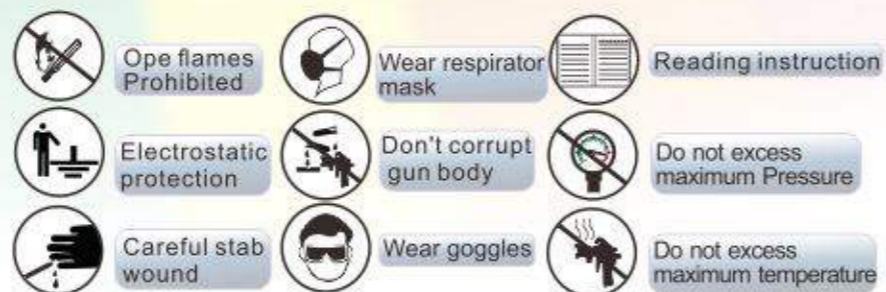 Ope flames
Prohibited
Wear respirator
mask
Reading instruction
Electrostatic
protection
Don't corrupt
gun body
Do not excess
maximum Pressure
Careful stab
wound
Wear goggles
Do not excess
maximum temperature